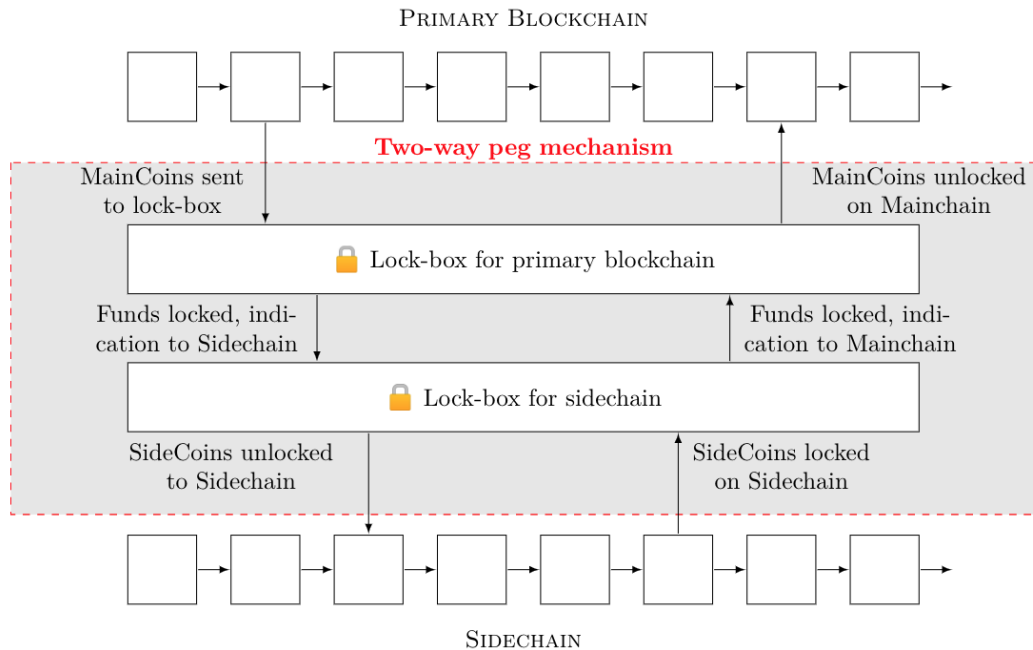 PRIMARY BLOCKCHAIN
Two-way peg mechanism
MainCoins sent
to lock-box
MainCoins unlocked
on Mainchain
Lock-box for primary blockchain
Funds locked, indi-
cation to Sidechain
Funds locked, indi-
cation to Mainchain
Lock-box for sidechain
SideCoins unlocked
to Sidechain
SideCoins locked
on Sidechain
SIDECHAIN